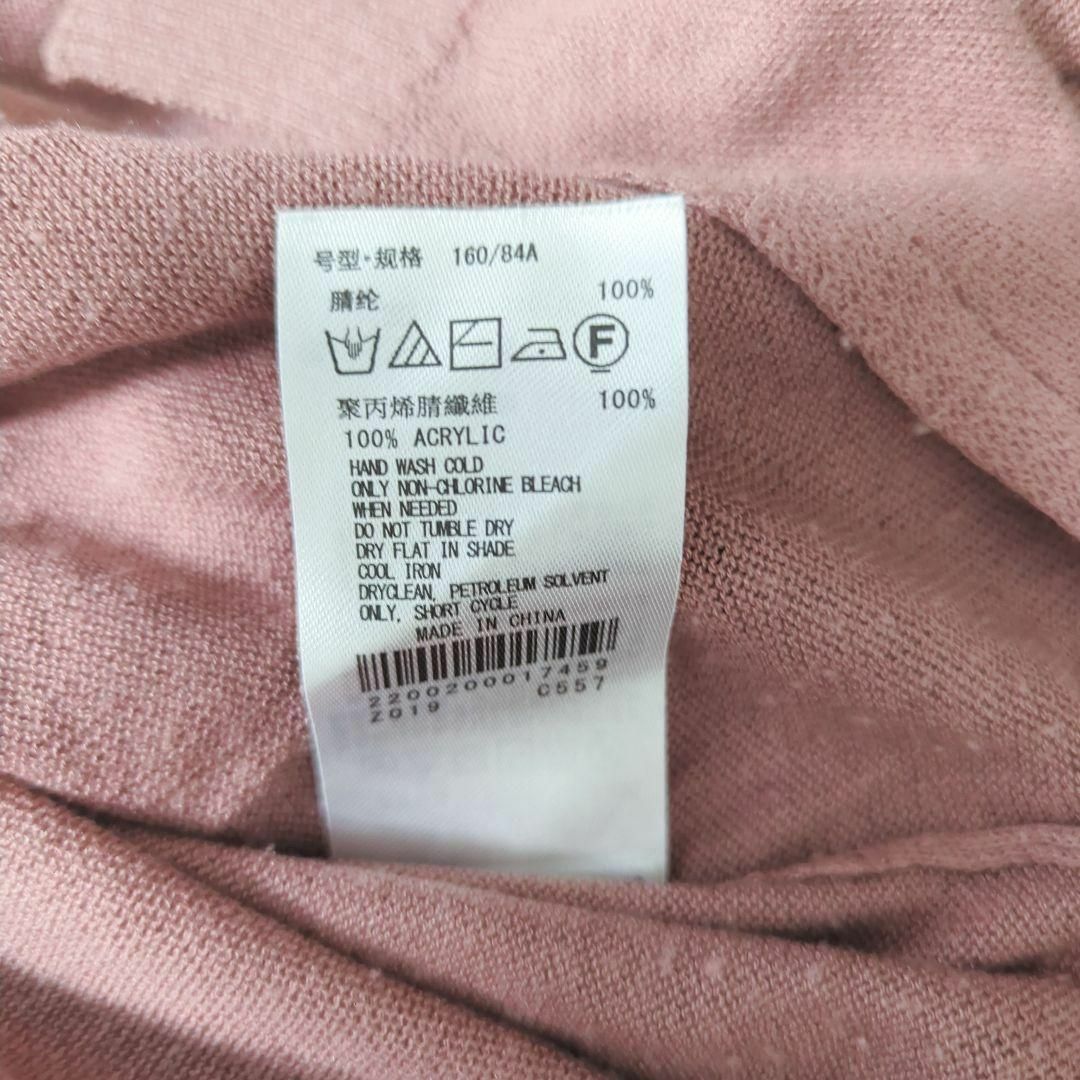 号型·规格 160/84A
腈纶 100%
F
聚丙烯腈纖維 100%
100% ACRYLIC
HAND WASH COLD
ONLY NON-CHLORINE BLEACH
WHEN NEEDED
DO NOT TUMBLE DRY
DRY FLAT IN SHADE
COOL IRON
DRYCLEAN, PETROLEUM SOLVENT
ONLY, SHORT CYCLE
MADE IN CHINA
2200200017459
Z019 C557